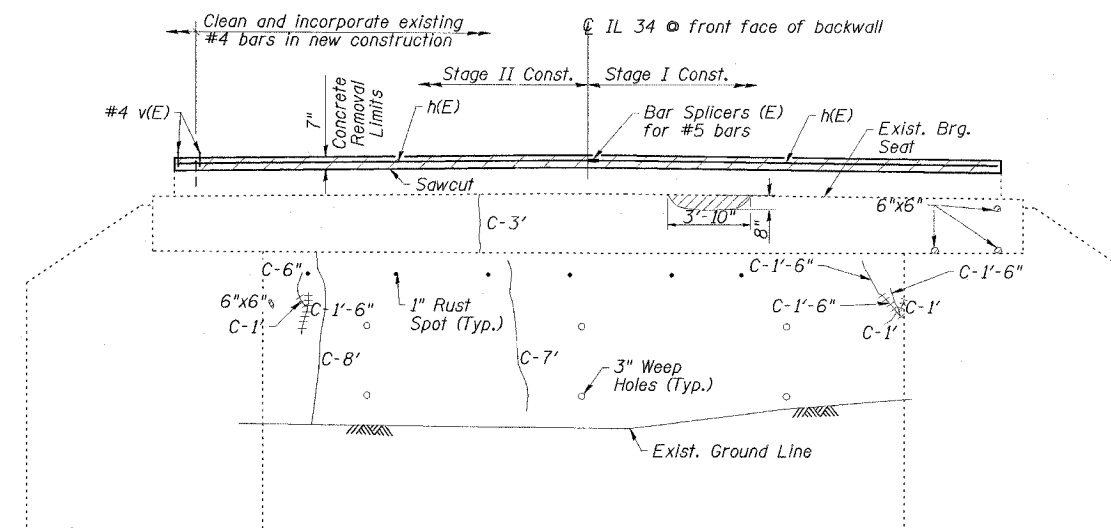 Clean and incorporate existing
#4 bars in new construction
℄ IL 34 @ front face of backwall
Stage II Const.
Stage I Const.
#4 v(E)
7"
Concrete
Removal
Limits
h(E)
Bar Splicers (E)
for #5 bars
h(E)
Exist. Brg.
Seat
Sawcut
C-3'
3'-10"
8"
6"x6"
C-6"
6"x6"
C-1'
C-1'-6"
1" Rust
Spot (Typ.)
C-1'-6"
C-1'-6"
C-1'-6"
C-1'
C-1'
C-8'
C-7'
3" Weep
Holes (Typ.)
Exist. Ground Line